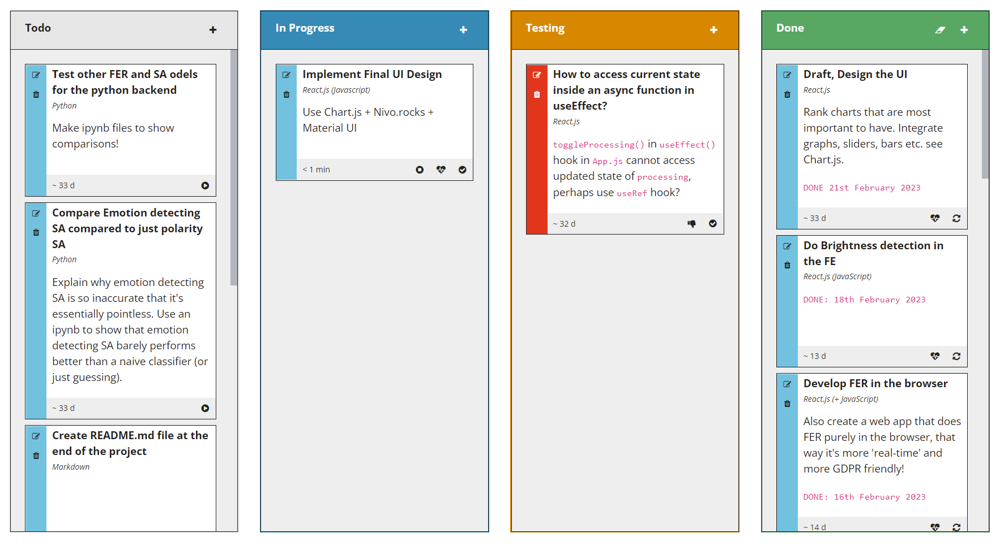 Todo
Test other FER and SA odels
for the python backend
Python
Make ipynb files to show
comparisons!
~ 33 d
Compare Emotion detecting
SA compared to just polarity
SA
Python
Explain why emotion detecting
SA is so inaccurate that it's
essentially pointless. Use an
ipynb to show that emotion
detecting SA barely performs
better than a naive classifier (or
just guessing).
~ 33 d
Create README.md file at the
end of the project
Markdown
In Progress
Implement Final UI Design
React.js (Javascript)
Use Chart.js + Nivo.rocks +
Material UI
< 1 min
Testing
How to access current state
inside an async function in
useEffect?
React.js
toggleProcessing() in useEffect()
hook in App.js cannot access
updated state of processing,
perhaps use useRef hook?
~ 32 d
Done
Draft, Design the UI
React.js
Rank charts that are most
important to have. Integrate
graphs, sliders, bars etc. see
Chart.js.
DONE 21st February 2023
~ 33 d
Do Brightness detection in
the FE
React.js (JavaScript)
DONE: 18th February 2023
~ 13 d
Develop FER in the browser
React.js (+ JavaScript)
Also create a web app that does
FER purely in the browser, that
way it's more 'real-time' and
more GDPR friendly!
DONE: 16th February 2023
~ 14 d